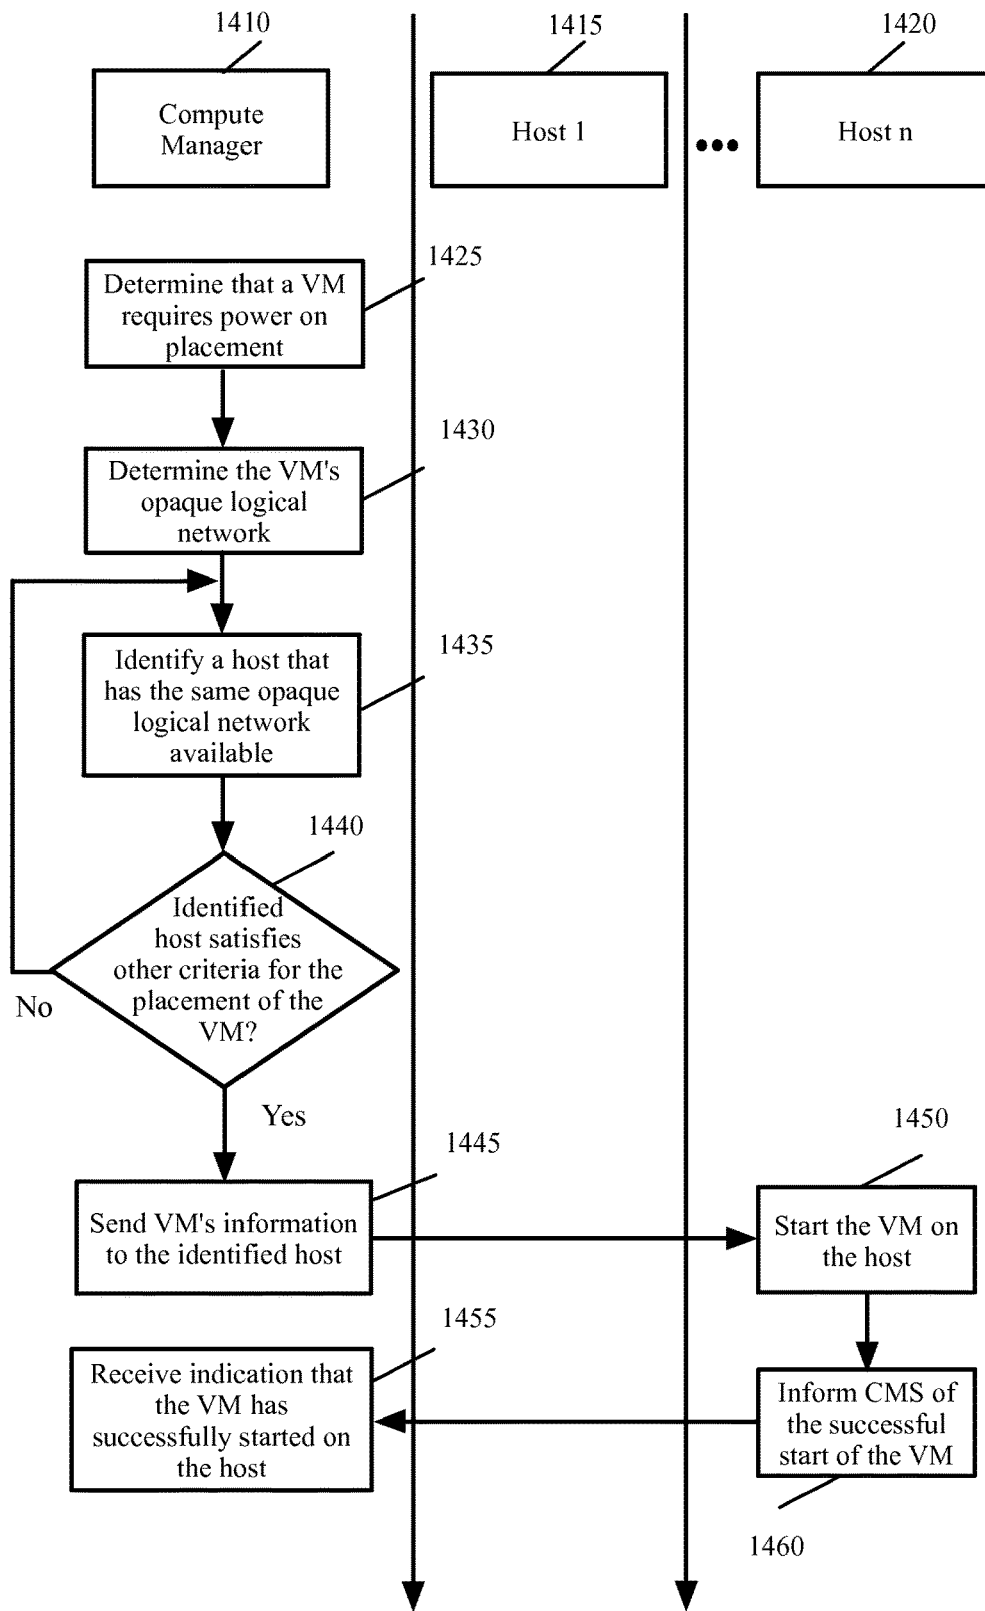 1410
1415
1420
Compute
Manager
Host 1
Host n
1425
Determine that a VM
requires power on
placement
1430
Determine the VM's
opaque logical
network
1435
Identify a host that
has the same opaque
logical network
available
1440
Identified
host satisfies
other criteria for the
placement of the
VM?
No
Yes
1445
Send VM's information
to the identified host
1450
Start the VM on
the host
1455
Receive indication that
the VM has
successfully started on
the host
Inform CMS of
the successful
start of the VM
1460